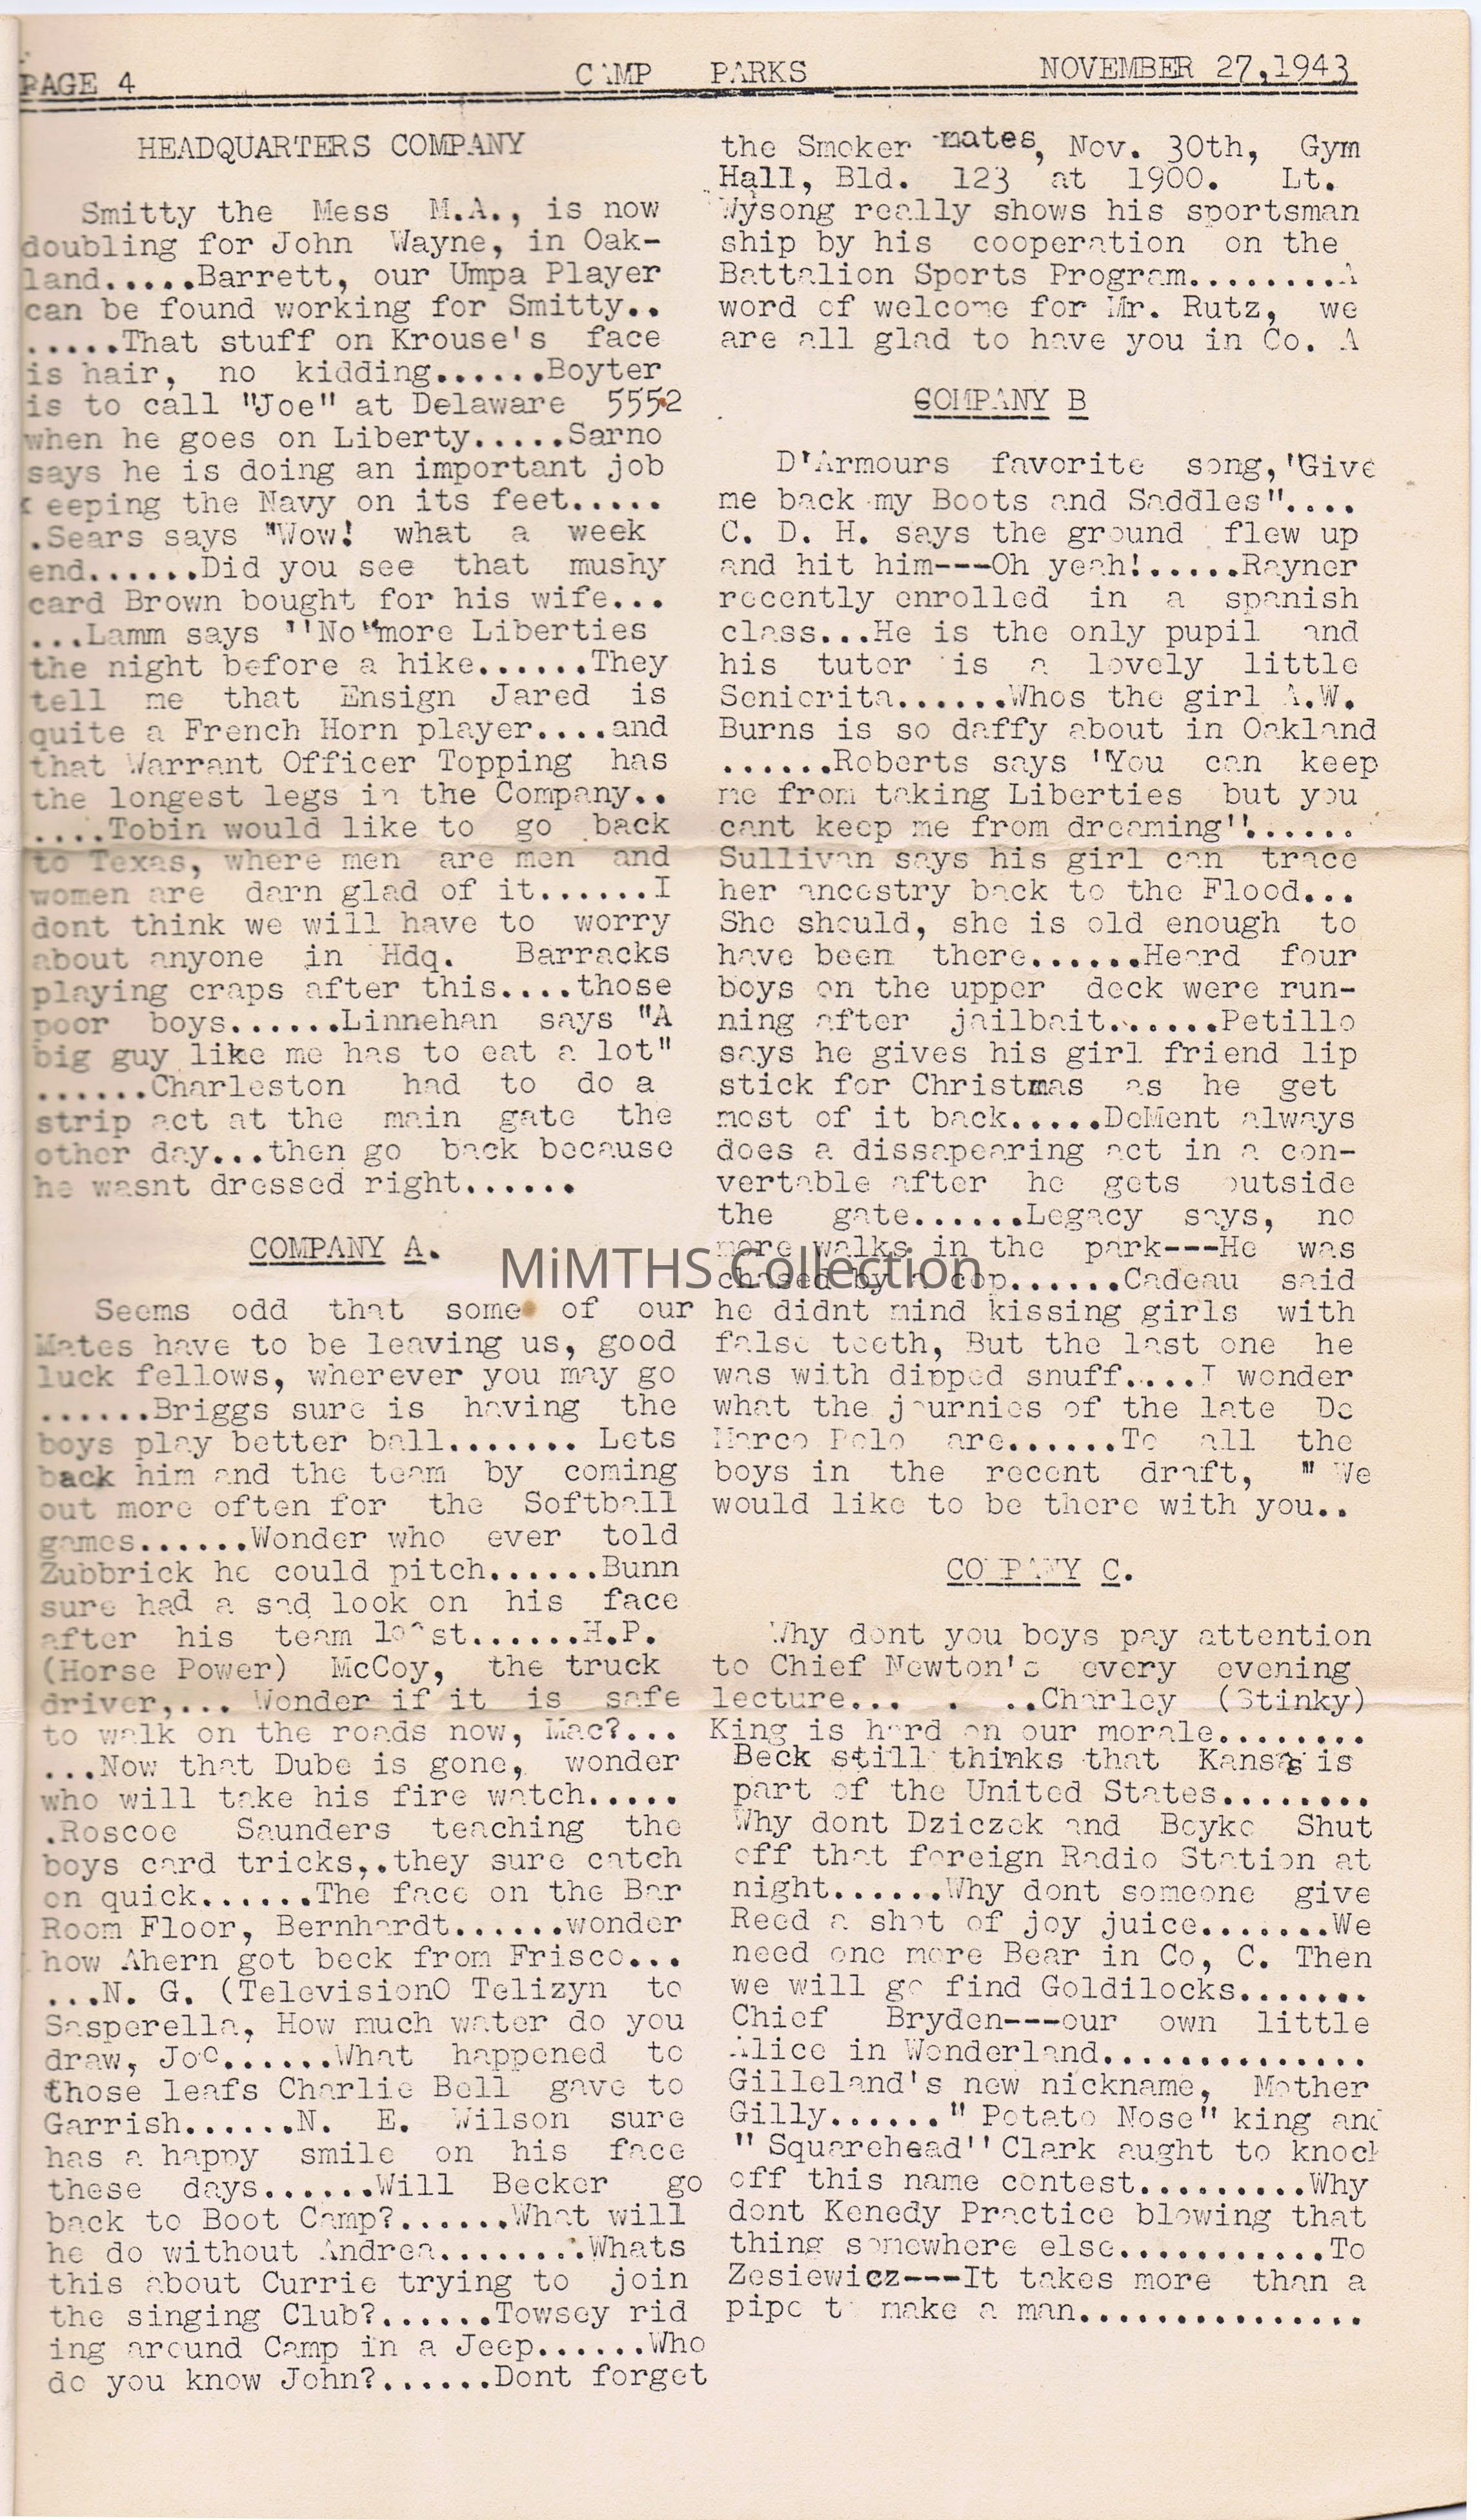 PAGE 4 CAMP PARKS NOVEMBER 27,1943
HEADQUARTERS COMPANY
Smitty the Mess M.A., is now
doubling for John Wayne, in Oak-
land.....Barrett, our Umpa Player
can be found working for Smitty..
.....That stuff on Krouse's face
is hair, no kidding......Boyter
is to call "Joe" at Delaware 5552
when he goes on Liberty.....Sarno
says he is doing an important job
keeping the Navy on its feet.....
.Sears says "Wow! what a week
end......Did you see that mushy
card Brown bought for his wife...
...Lamm says ''No"more Liberties
the night before a hike......They
tell me that Ensign Jared is
quite a French Horn player....and
that Warrant Officer Topping has
the longest legs in the Company..
....Tobin would like to go back
to Texas, where men are men and
women are darn glad of it......I
dont think we will have to worry
about anyone in Hdq. Barracks
playing craps after this....those
poor boys......Linnehan says "A
big guy like me has to eat a lot"
......Charleston had to do a
strip act at the main gate the
other day...then go back because
he wasnt dressed right......
COMPANY A.
Seems odd that some of our
Mates have to be leaving us, good
luck fellows, wherever you may go
......Briggs sure is having the
boys play better ball....... Lets
back him and the team by coming
out more often for the Softball
games......Wonder who ever told
Zubbrick he could pitch......Bunn
sure had a sad look on his face
after his team lo^st.......H.P.
(Horse Power) McCoy, the truck
driver,... Wonder if it is safe
to walk on the roads now, Mac?...
...Now that Dube is gone, wonder
who will take his fire watch.....
.Roscoe Saunders teaching the
boys card tricks,.they sure catch
on quick......The face on the Bar
Room Floor, Bernhardt......wonder
how Ahern got beck from Frisco...
...N. G. (TelevisionO Telizyn to
Sasperella, How much water do you
draw, Joe......What happened to
those leafs Charlie Bell gave to
Garrish......N. E. Wilson sure
has a happy smile on his face
these days......Will Becker go
back to Boot Camp?......What will
he do without Andrea........Whats
this about Currie trying to join
the singing Club?......Towsey rid
ing around Camp in a Jeep......Who
do you know John?......Dont forget
the Smoker mates, Nov. 30th, Gym
Hall, Bld. 123 at 1900. Lt.
Wysong really shows his sportsman
ship by his cooperation on the
Battalion Sports Program........A
word of welcome for Mr. Rutz, we
are all glad to have you in Co. A
COMPANY B
D'Armours favorite song,"Give
me back my Boots and Saddles"....
C. D. H. says the ground flew up
and hit him---Oh yeah!.....Rayner
recently enrolled in a spanish
class...He is the only pupil and
his tutor is a lovely little
Seniorita......Whos the girl A.W.
Burns is so daffy about in Oakland
......Roberts says "You can keep
me from taking Liberties but you
cant keep me from dreaming"......
Sullivan says his girl can trace
her ancestry back to the Flood...
She should, she is old enough to
have been there......Heard four
boys on the upper deck were run-
ning after jailbait......Petillo
says he gives his girl friend lip
stick for Christmas as he get
most of it back.....DeMent always
does a dissapearing act in a con-
vertable after he gets outside
the gate......Legacy says, no
more walks in the park---He was
chased by a cop......Cadeau said
he didnt mind kissing girls with
false teeth, But the last one he
was with dipped snuff.....I wonder
what the journies of the late De
Marco Polo are......To all the
boys in the recent draft, " We
would like to be there with you..
COMPANY C.
Why dont you boys pay attention
to Chief Newton's every evening
lecture... . ..Charley (Stinky)
King is hard on our morale........
Beck still thinks that Kansas is
part of the United States........
Why dont Dziczek and Boyko Shut
off that foreign Radio Station at
night......Why dont someone give
Reed a shot of joy juice.......We
need one more Bear in Co, C. Then
we will go find Goldilocks.......
Chief Bryden---our own little
Alice in Wonderland..............
Gilleland's new nickname, Mother
Gilly......" Potato Nose" king and
" Squarehead'' Clark aught to knock
off this name contest.........Why
dont Kenedy Practice blowing that
thing somewhere else...........To
Zesiewicz---It takes more than a
pipe to make a man...............
MiMTHS Collection